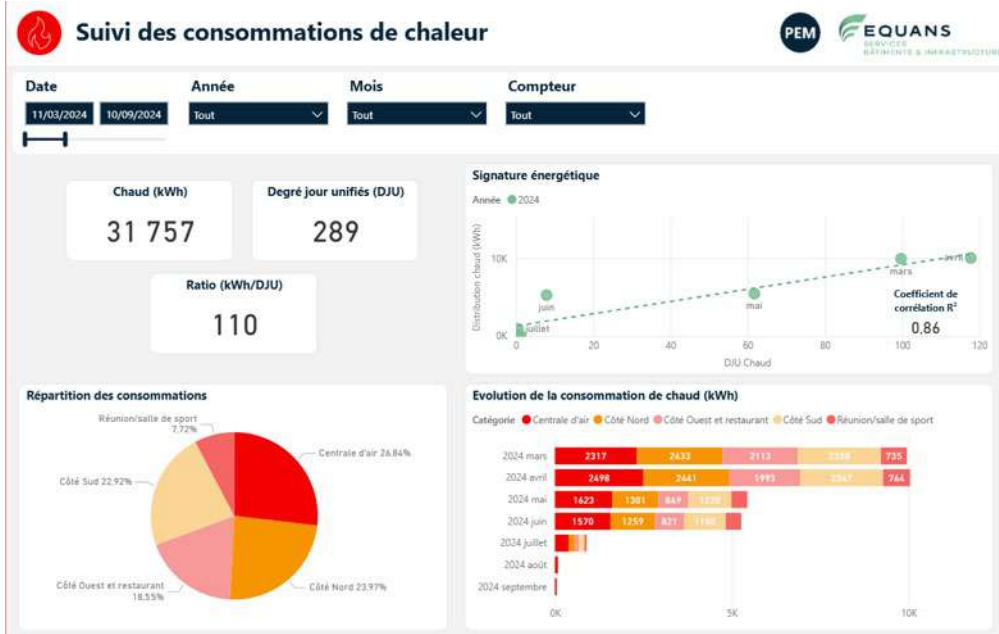 Suivi des consommations de chaleur
PEM
EQUANS
SERVICES
BÂTIMENTS & INFRASTRUCTURE
Date
Année
Mois
Compteur
11/03/2024
10/09/2024
Tout
Tout
Tout
Chaud (kWh)
31 757
Degré jour unifiés (DJU)
289
Ratio (kWh/DJU)
110
Signature énergétique
Année 2024
Distribution chaud (kWh)
10K
0K
mars
avril
mai
juin
juillet
Coefficient de
corrélation R²
0,86
0 20 40 60 80 100 120
DJU Chaud
Répartition des consommations
Réunion/salle de sport
7,72%
Centrale d'air 26,84%
Côté Sud 22,92%
Côté Ouest et restaurant
18,55%
Côté Nord 23,97%
Evolution de la consommation de chaud (kWh)
Catégorie Centrale d'air Côté Nord Côté Ouest et restaurant Côté Sud Réunion/salle de sport
2024 mars 2317 2433 2113 735
2024 avril 2498 2441 1993 764
2024 mai 1623 1301 849
2024 juin 1570 1259 821
2024 juillet
2024 août
2024 septembre
0K 5K 10K